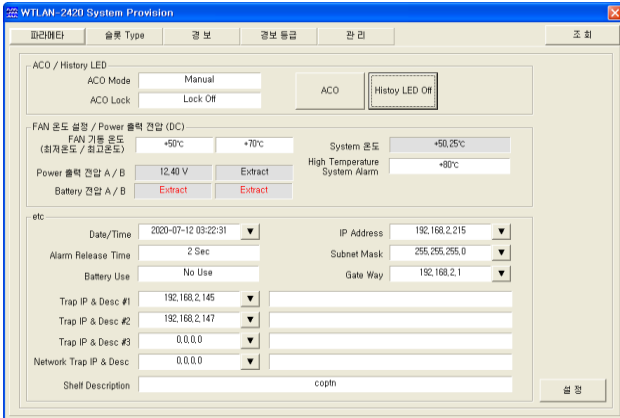 WTLAN-2420 System Provision
파라메타 슬롯 Type 경 보 경보 등급 관 리 조 회
ACO / History LED
ACO Mode Manual
ACO Lock Lock Off
ACO Histoy LED Off
FAN 온도 설정 / Power 출력 전압 (DC)
FAN 기동 온도
(최저온도 / 최고온도) +50℃ +70℃
System 온도 +50,25℃
High Temperature
System Alarm +80℃
Power 출력 전압 A / B 12,40 V Extract
Battery 전압 A / B Extract Extract
etc
Date/Time 2020-07-12 03:22:31 IP Address 192,168,2,215
Alarm Release Time 2 Sec Subnet Mask 255,255,255,0
Battery Use No Use Gate Way 192,168,2,1
Trap IP & Desc #1 192,168,2,145
Trap IP & Desc #2 192,168,2,147
Trap IP & Desc #3 0,0,0,0
Network Trap IP & Desc 0,0,0,0
Shelf Description coptn
설 정